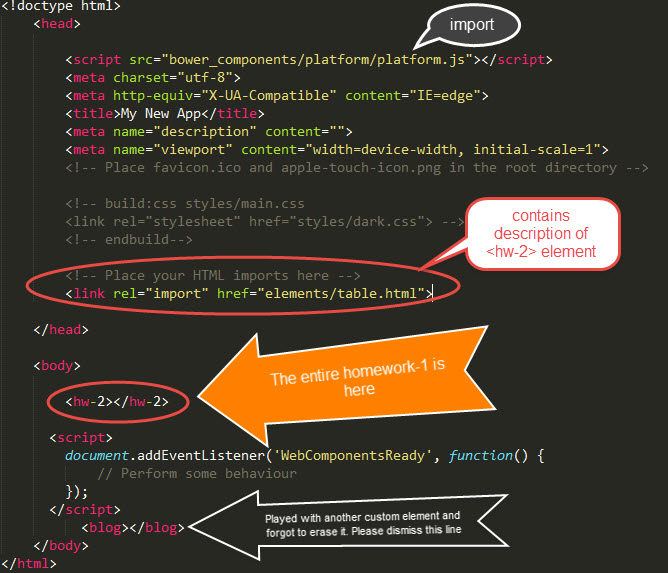 <!doctype html>
<head>
import
<script src="bower_components/platform/platform.js"></script>
<meta charset="utf-8">
<meta http-equiv="X-UA-Compatible" content="IE=edge">
<title>My New App</title>
<meta name="description" content="">
<meta name="viewport" content="width=device-width, initial-scale=1">
<!-- Place favicon.ico and apple-touch-icon.png in the root directory -->
<!-- build:css styles/main.css
<link rel="stylesheet" href="styles/dark.css"> -->
<!-- endbuild-->
contains
description of
<hw-2> element
<!-- Place your HTML imports here -->
<link rel="import" href="elements/table.html">
</head>
<body>
The entire homework-1 is
here
<hw-2></hw-2>
<script>
document.addEventListener('WebComponentsReady', function() {
// Perform some behaviour
});
</script>
<blog></blog>
Played with another custom element and
forgot to erase it. Please dismiss this line
</body>
</html>